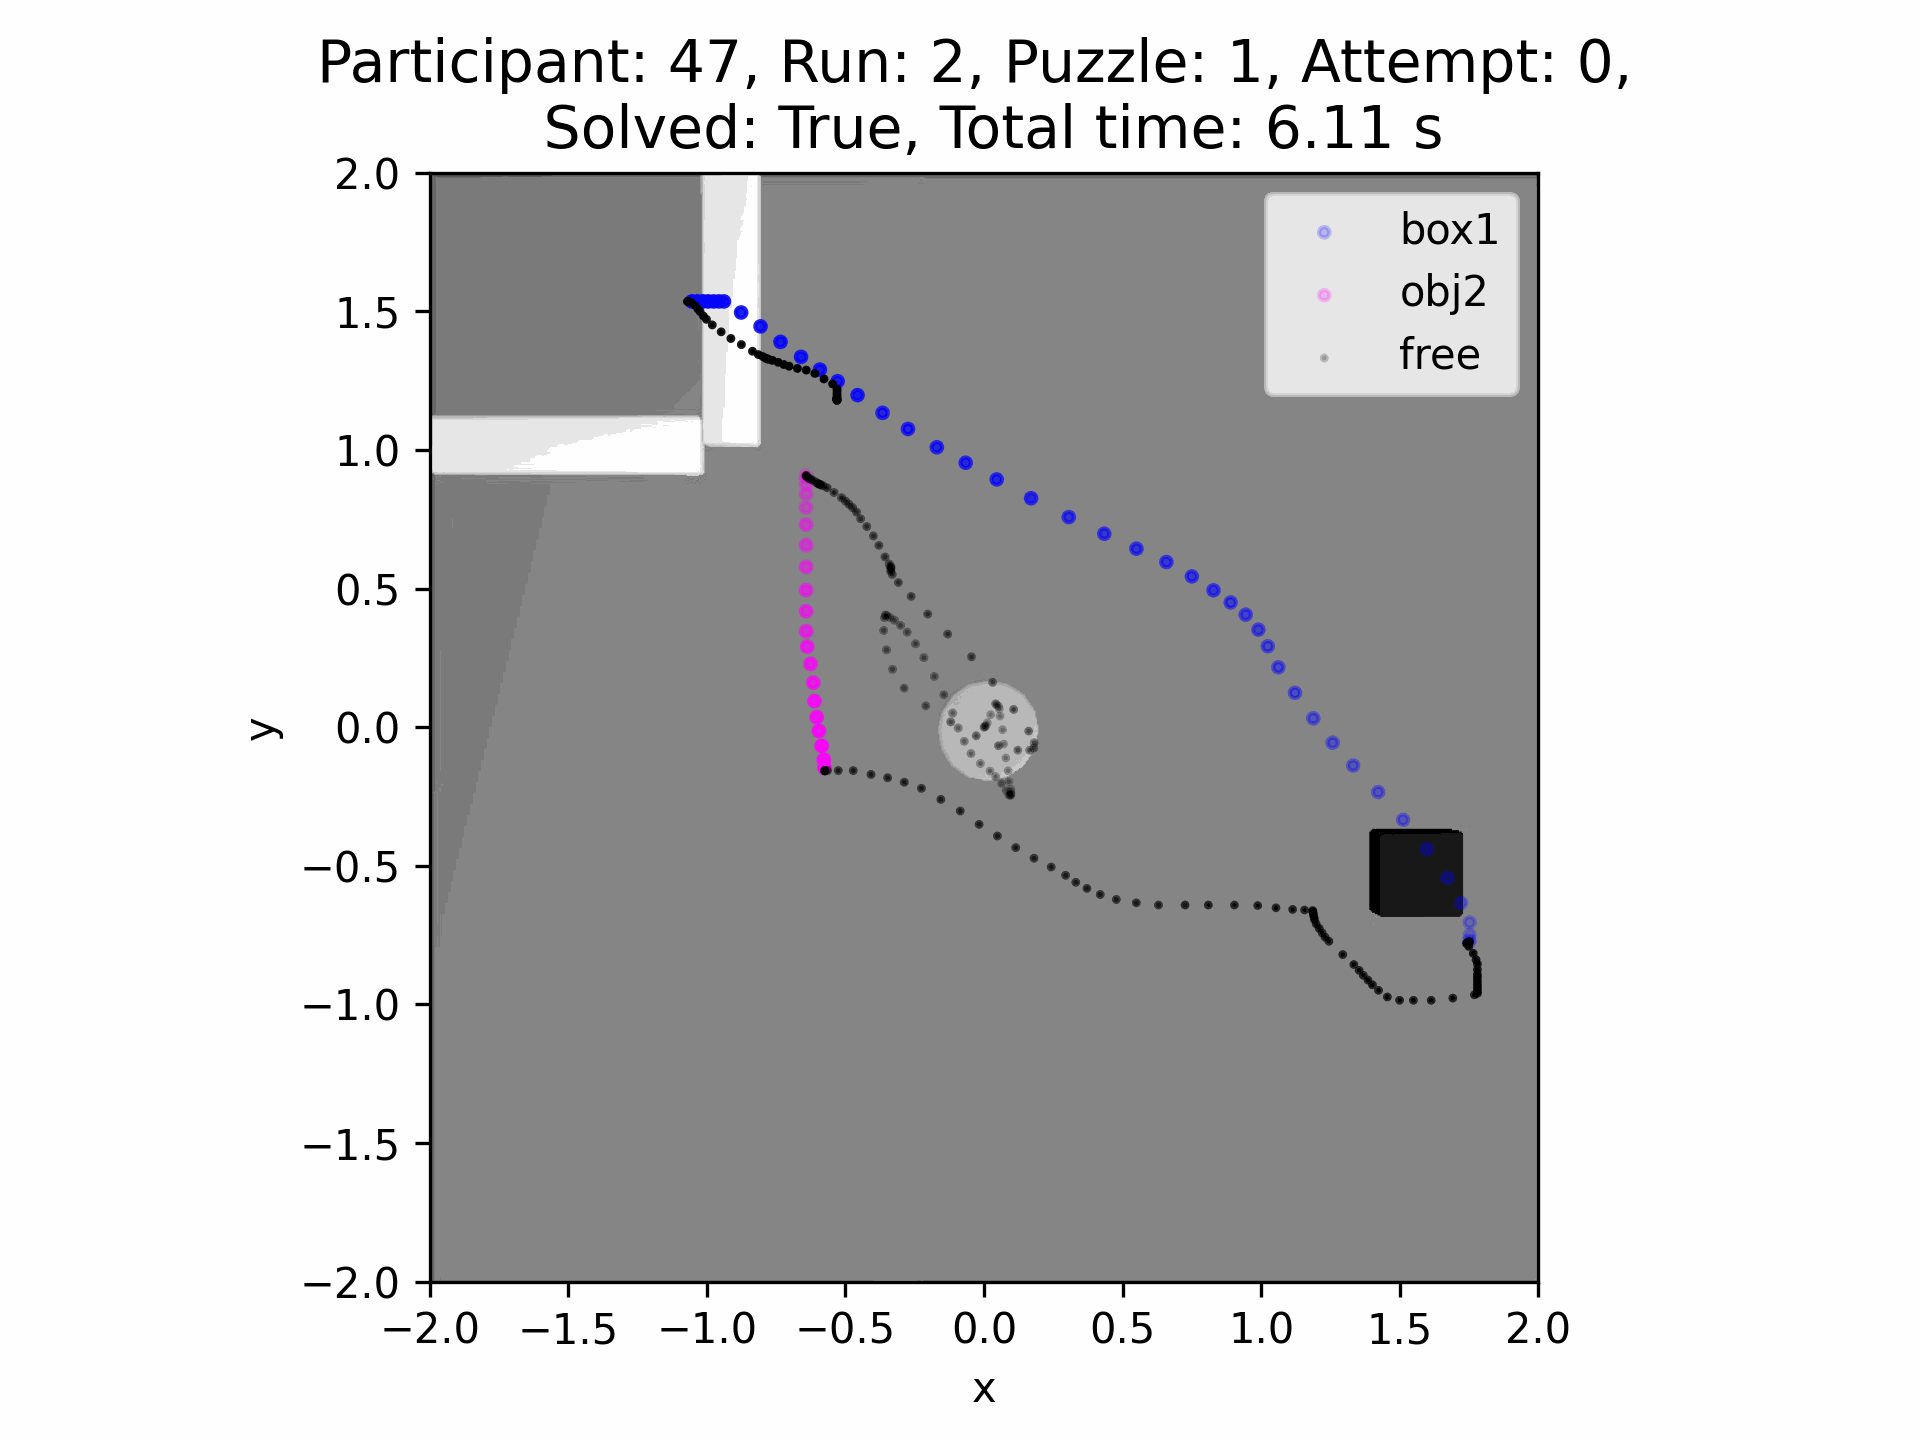 Participant: 47, Run: 2, Puzzle: 1, Attempt: 0,
Solved: True, Total time: 6.11 s
box1
obj2
free
2.0
1.5
1.0
0.5
0.0
−0.5
−1.0
−1.5
−2.0
y
−2.0 −1.5 −1.0 −0.5 0.0 0.5 1.0 1.5 2.0
x